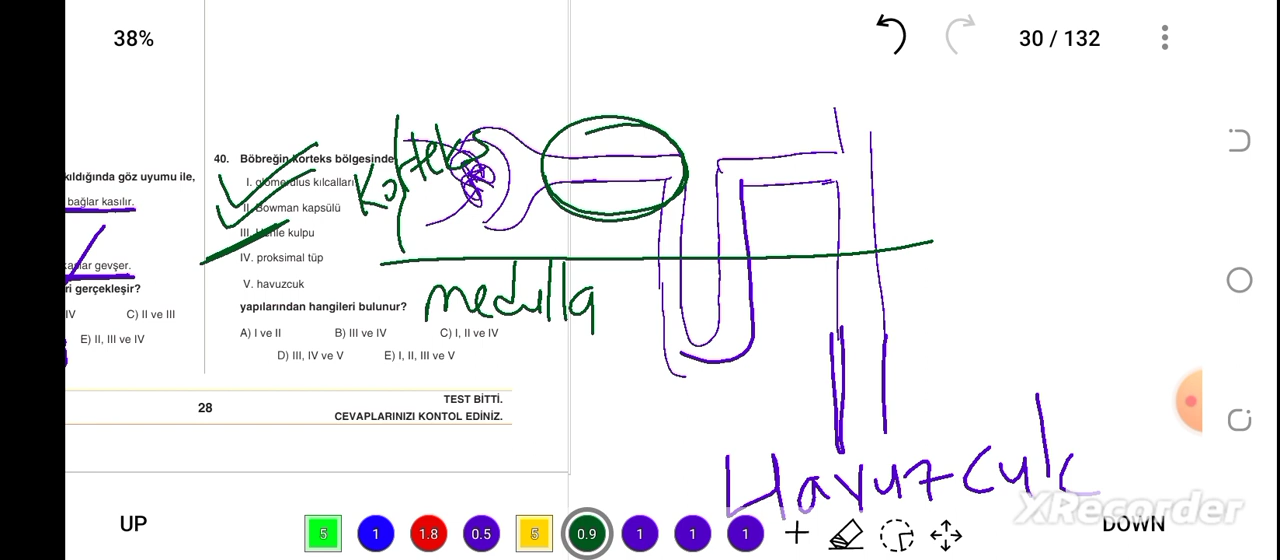 38%
30 / 132
40. Böbreğin korteks bölgesinde
I. glomerulus kılcalları
II. Bowman kapsülü
III. Henle kulpu
IV. proksimal tüp
V. havuzcuk
yapılarından hangileri bulunur?
A) I ve II B) III ve IV C) I, II ve IV
D) III, IV ve V E) I, II, III ve V
kıldığında göz uyumu ile,
bağlar kasılır.
gevşer.
gerçekleşir?
IV C) II ve III
E) II, III ve IV
korteks
medulla
Havuzcuk
28
TEST BİTTİ.
CEVAPLARINIZI KONTOL EDİNİZ.
XRecorder
UP
5 1 1.8 0.5 5 0.9 1 1 1
DOWN